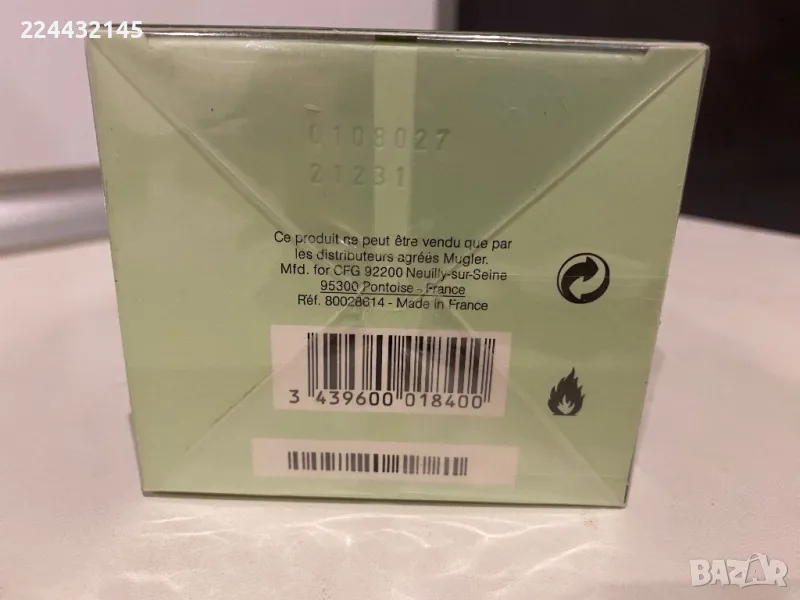 224432145
0108027
21231
Ce produit ne peut être vendu que par
les distributeurs agréés Mugler.
Mfd. for CFG 92200 Neuilly-sur-Seine
95300 Pontoise - France
Réf. 80028614 - Made in France
3 439600 018400
BAZAR